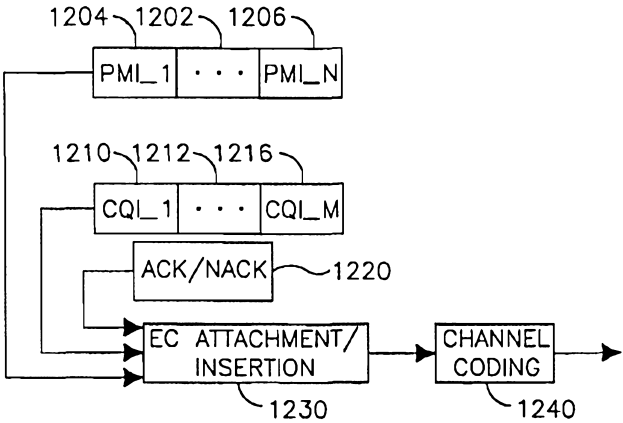 1204 1202 1206
PMI_1 ··· PMI_N
1210 1212 1216
CQI_1 ··· CQI_M
ACK/NACK
1220
EC ATTACHMENT/
INSERTION
CHANNEL
CODING
1230
1240